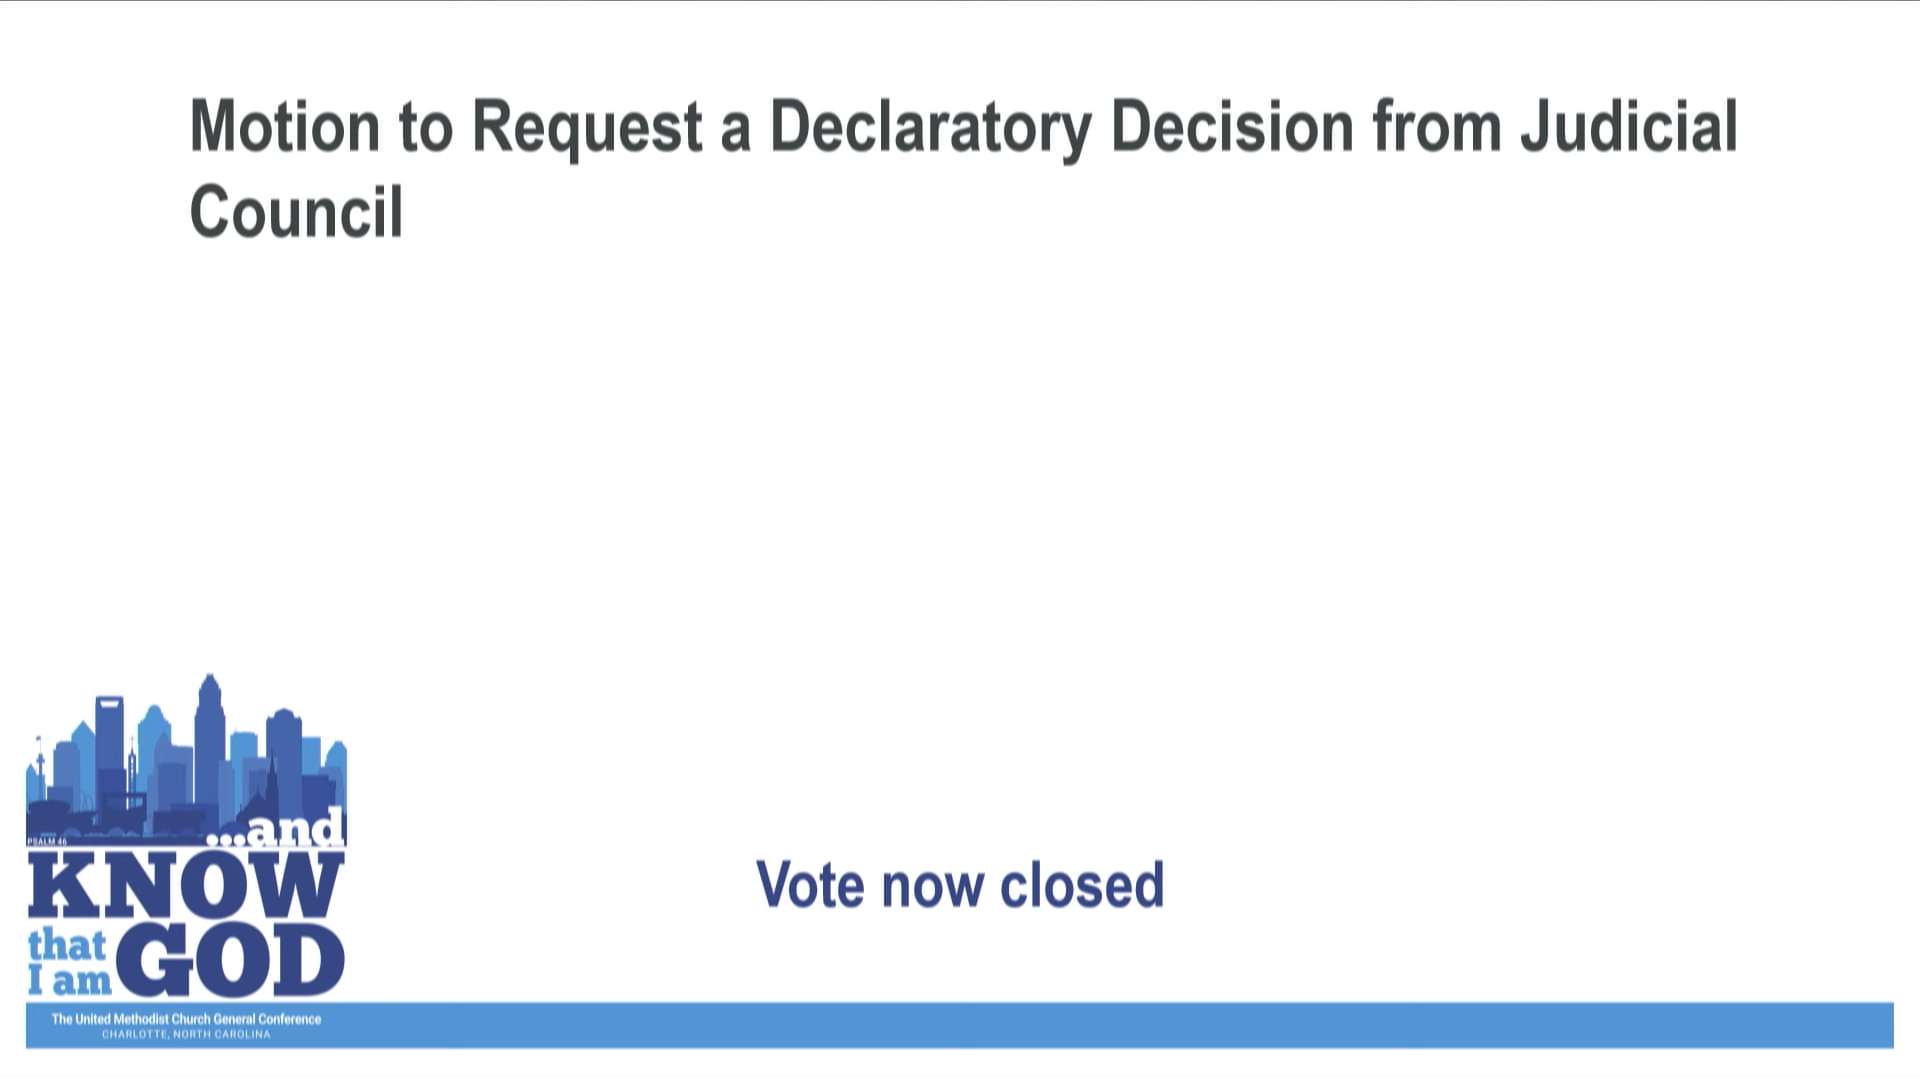 Motion to Request a Declaratory Decision from Judicial
Council
...and
PSALM 46
KNOW
that
I am
GOD
Vote now closed
The United Methodist Church General Conference
CHARLOTTE, NORTH CAROLINA